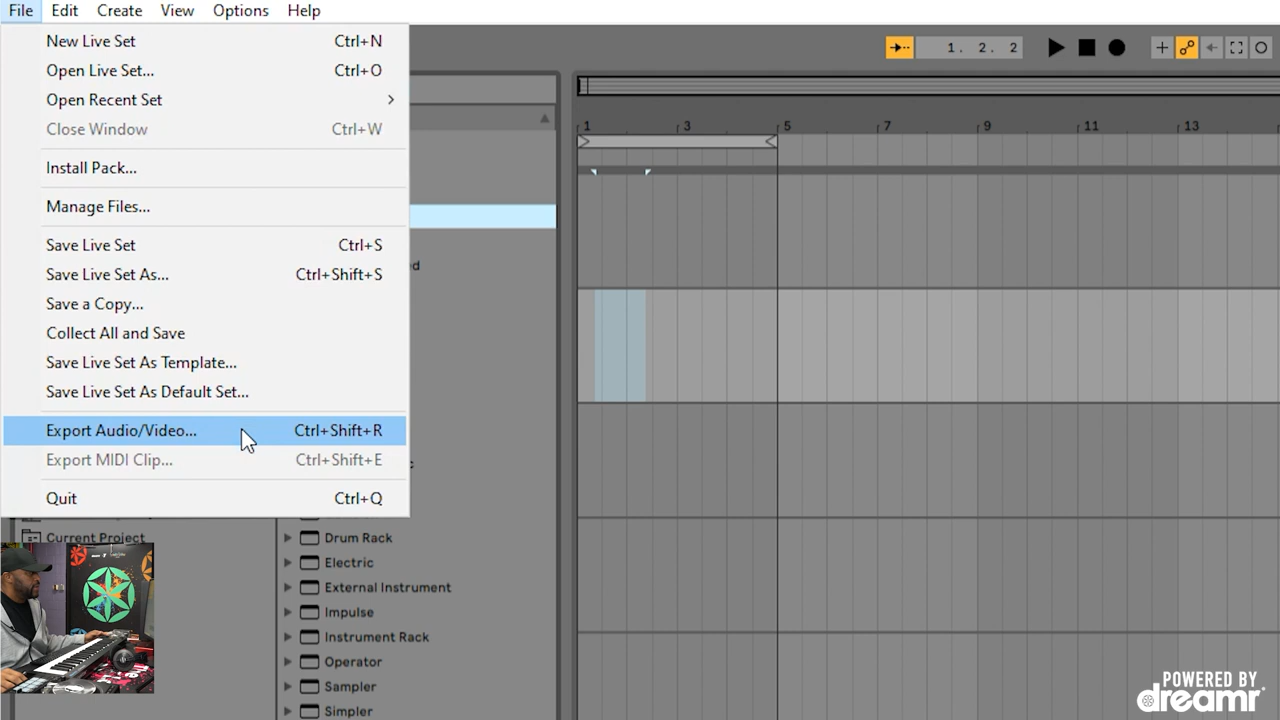 File Edit Create View Options Help
New Live Set Ctrl+N
Open Live Set... Ctrl+O
Open Recent Set
Close Window Ctrl+W
Install Pack...
Manage Files...
Save Live Set Ctrl+S
Save Live Set As... Ctrl+Shift+S
Save a Copy...
Collect All and Save
Save Live Set As Template...
Save Live Set As Default Set...
Export Audio/Video... Ctrl+Shift+R
Export MIDI Clip... Ctrl+Shift+E
Quit Ctrl+Q
Current Project
Drum Rack
Electric
External Instrument
Impulse
Instrument Rack
Operator
Sampler
Simpler
1. 2. 2
1 3 5 7 9 11 13
POWERED BY
dreamr